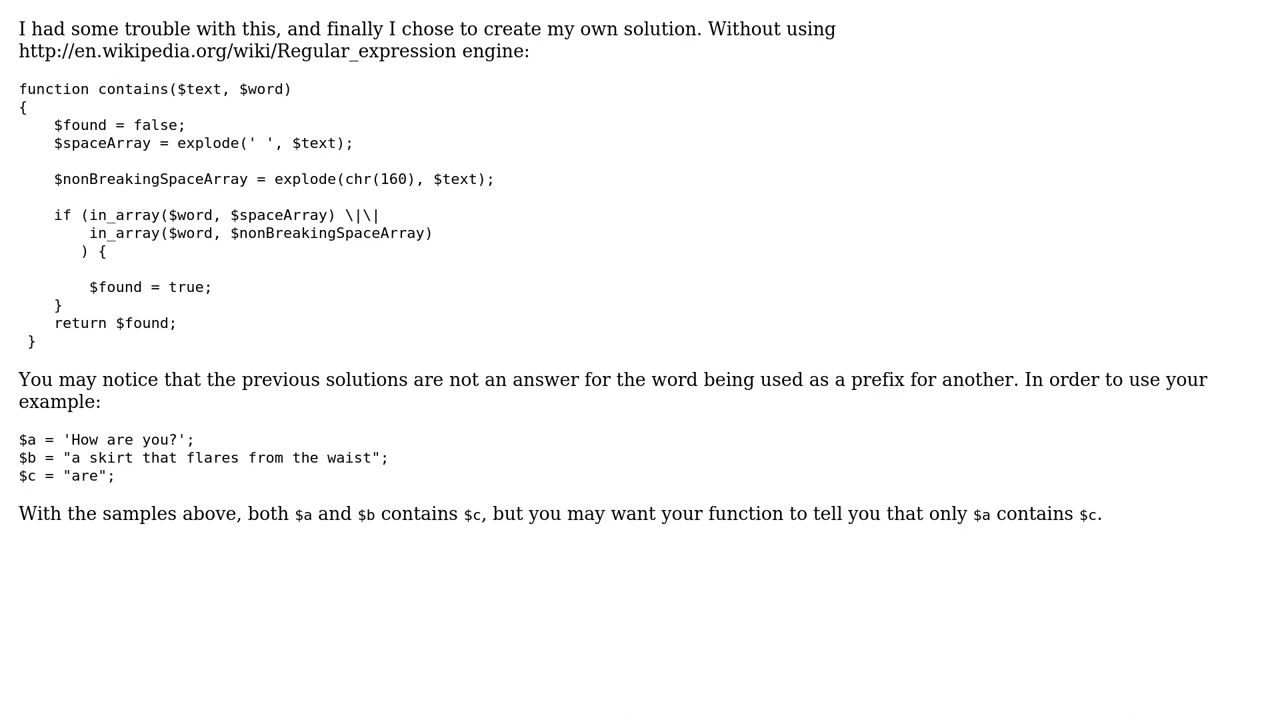 I had some trouble with this, and finally I chose to create my own solution. Without using
http://en.wikipedia.org/wiki/Regular_expression engine:
function contains($text, $word)
{
    $found = false;
    $spaceArray = explode(' ', $text);
    $nonBreakingSpaceArray = explode(chr(160), $text);
    if (in_array($word, $spaceArray) \|\|
        in_array($word, $nonBreakingSpaceArray)
       ) {
        $found = true;
    }
    return $found;
 }
You may notice that the previous solutions are not an answer for the word being used as a prefix for another. In order to use your
example:
$a = 'How are you?';
$b = "a skirt that flares from the waist";
$c = "are";
With the samples above, both $a and $b contains $c, but you may want your function to tell you that only $a contains $c.